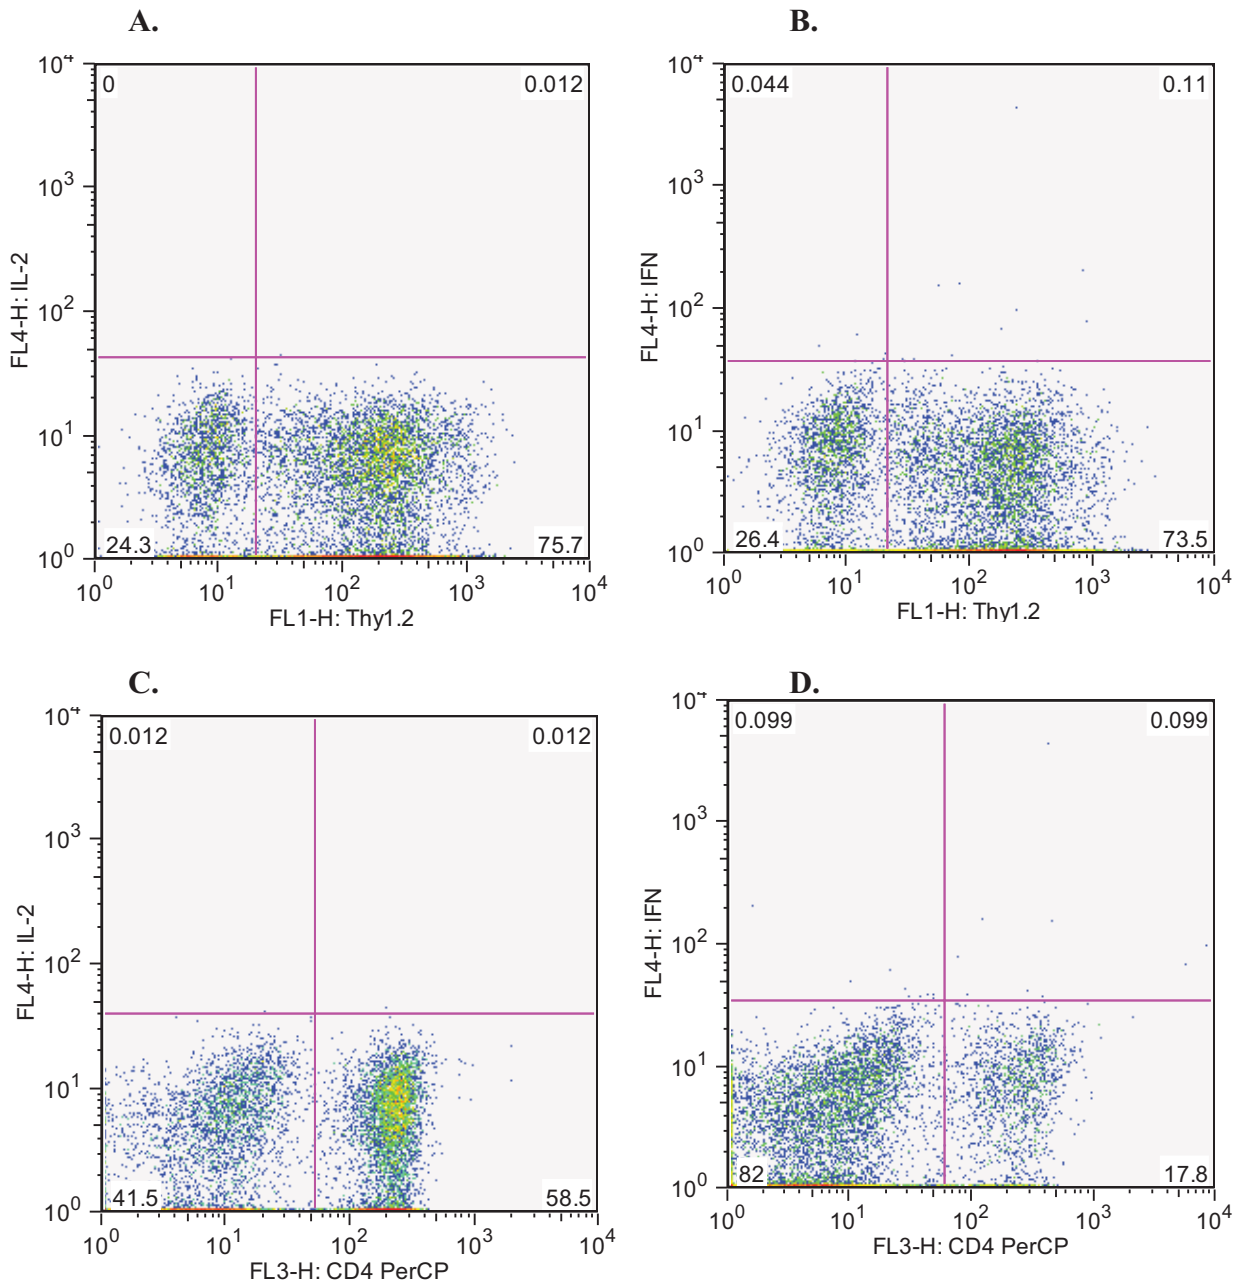 A.
10⁴
0
0.012
10³
10²
10¹
10⁰
24.3
75.7
10⁰ 10¹ 10² 10³ 10⁴
FL1-H: Thy1.2
FL4-H: IL-2
B.
10⁴
0.044
0.11
10³
10²
10¹
10⁰
26.4
73.5
10⁰ 10¹ 10² 10³ 10⁴
FL1-H: Thy1.2
FL4-H: IFN
C.
10⁴
0.012
0.012
10³
10²
10¹
10⁰
41.5
58.5
10⁰ 10¹ 10² 10³ 10⁴
FL3-H: CD4 PerCP
FL4-H: IL-2
D.
10⁴
0.099
0.099
10³
10²
10¹
10⁰
82
17.8
10⁰ 10¹ 10² 10³ 10⁴
FL3-H: CD4 PerCP
FL4-H: IFN